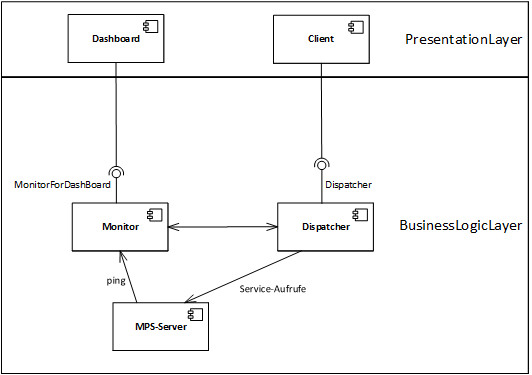 Dashboard
Client
PresentationLayer
MonitorForDashBoard
Dispatcher
Monitor
Dispatcher
BusinessLogicLayer
ping
Service-Aufrufe
MPS-Server